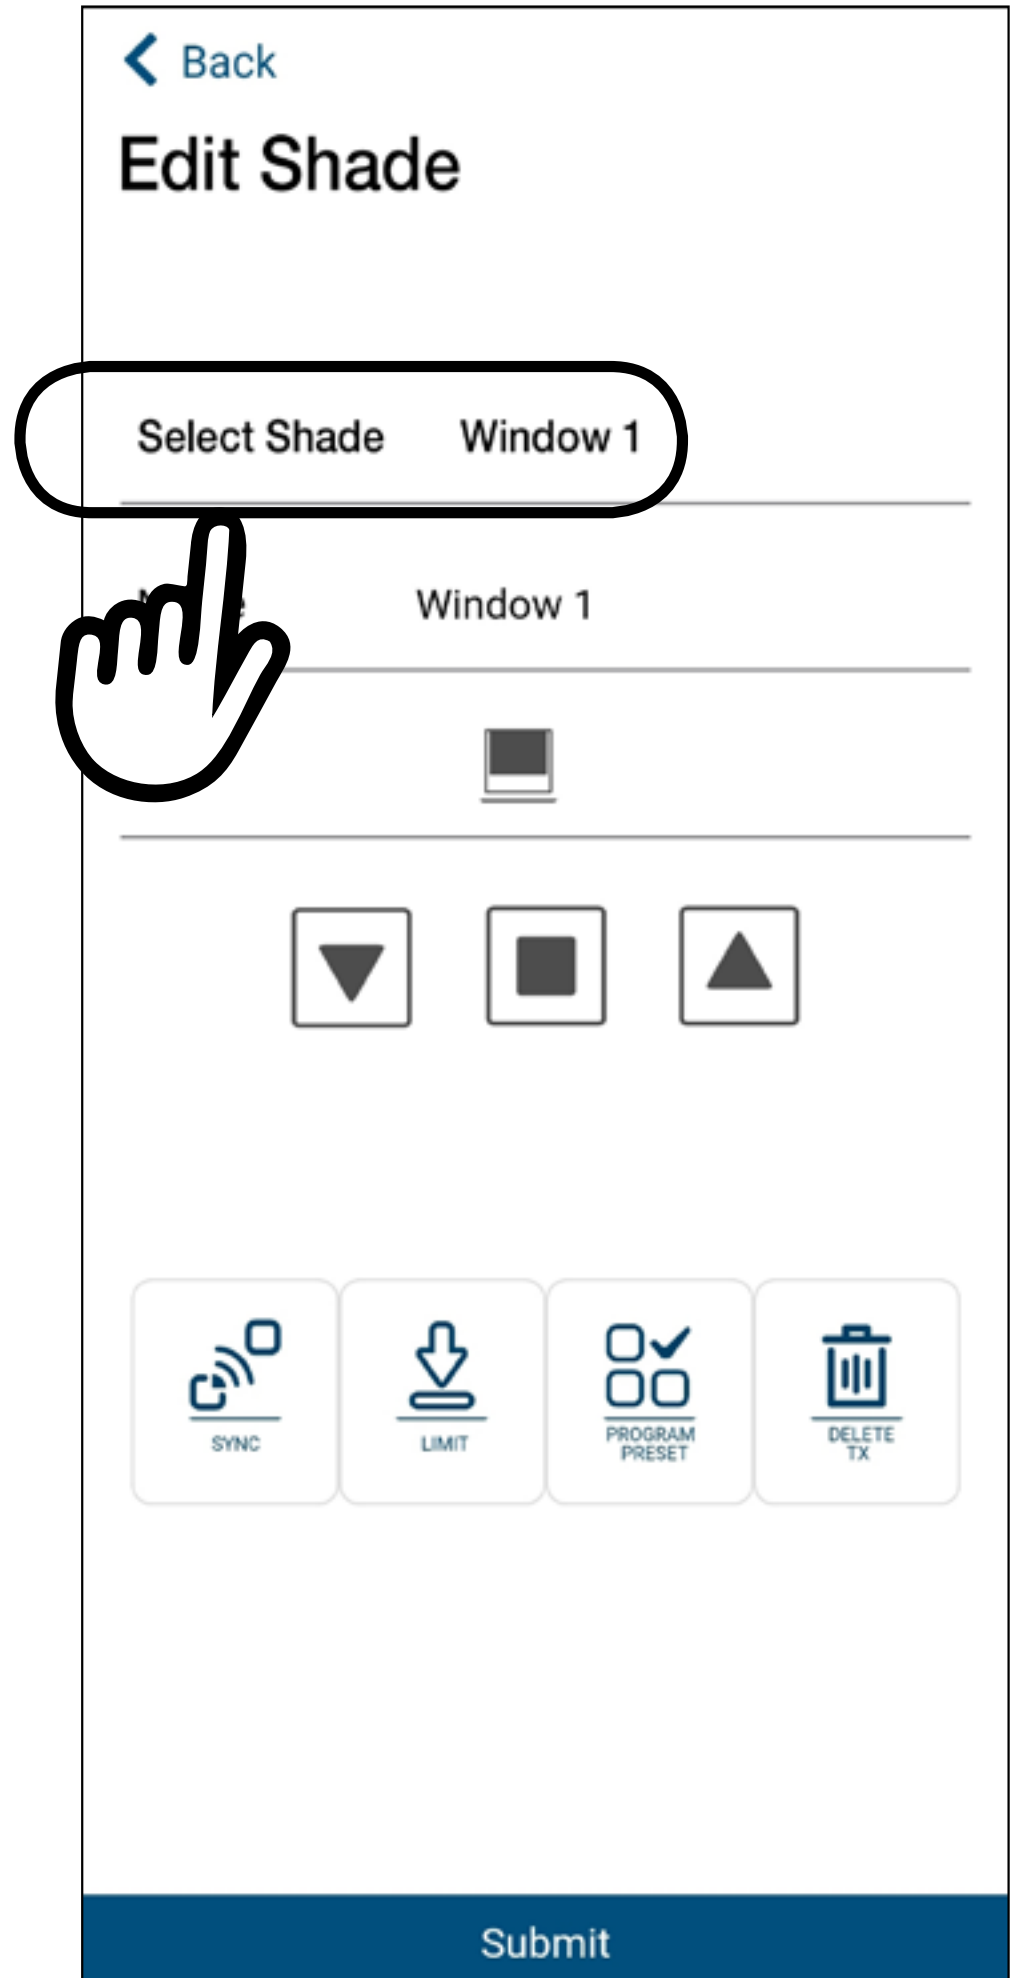 Back
Edit Shade
Select Shade Window 1
Window 1
SYNC
LIMIT
PROGRAM
PRESET
DELETE
TX
Submit